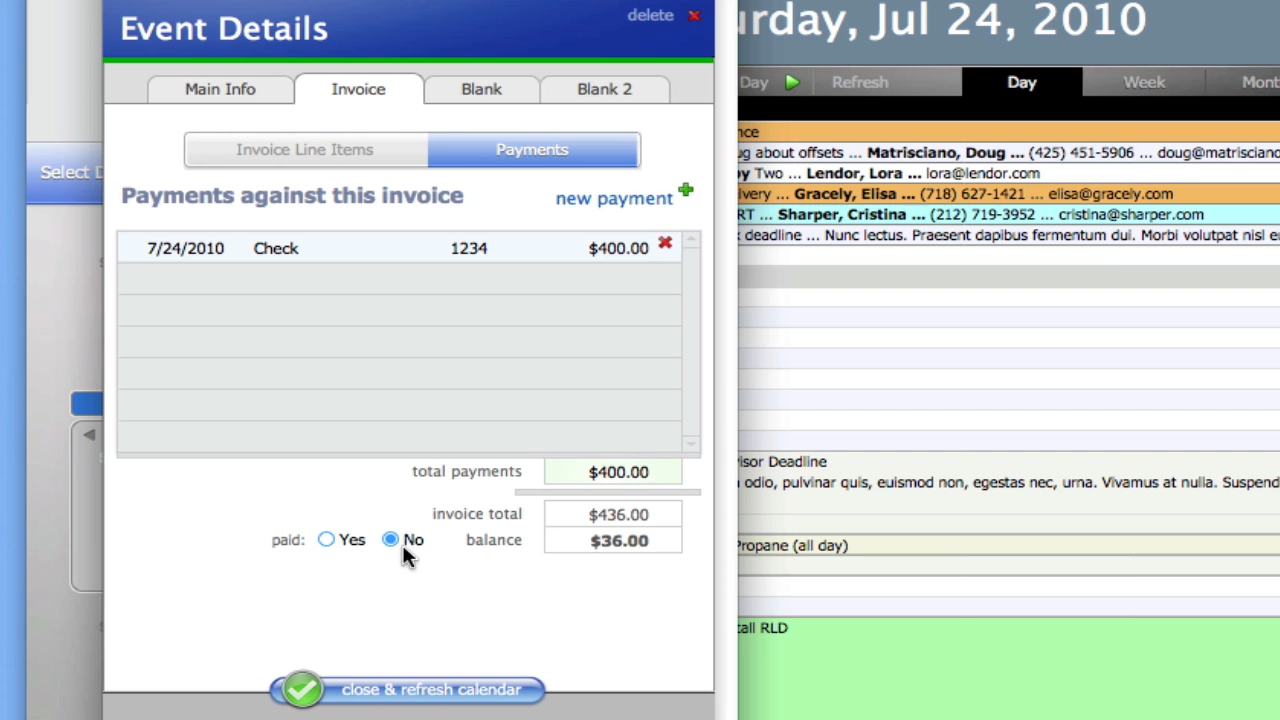 Event Details
delete
Main Info
Invoice
Blank
Blank 2
Invoice Line Items
Payments
Payments against this invoice
new payment
7/24/2010 Check 1234 $400.00
total payments $400.00
invoice total $436.00
paid: Yes No balance $36.00
close & refresh calendar
Select
urday, Jul 24, 2010
Day
Refresh
Day
Week
Mont
nce
ug about offsets ... Matrisciano, Doug ... (425) 451-5906 ... doug@matrisciano
by Two ... Lendor, Lora ... lora@lendor.com
livery ... Gracely, Elisa ... (718) 627-1421 ... elisa@gracely.com
RT ... Sharper, Cristina ... (212) 719-3952 ... cristina@sharper.com
deadline ... Nunc lectus. Praesent dapibus fermentum dui. Morbi volutpat nisl e
isor Deadline
odio, pulvinar quis, euismod non, egestas nec, urna. Vivamus at nulla. Suspend
Propane (all day)
call RLD